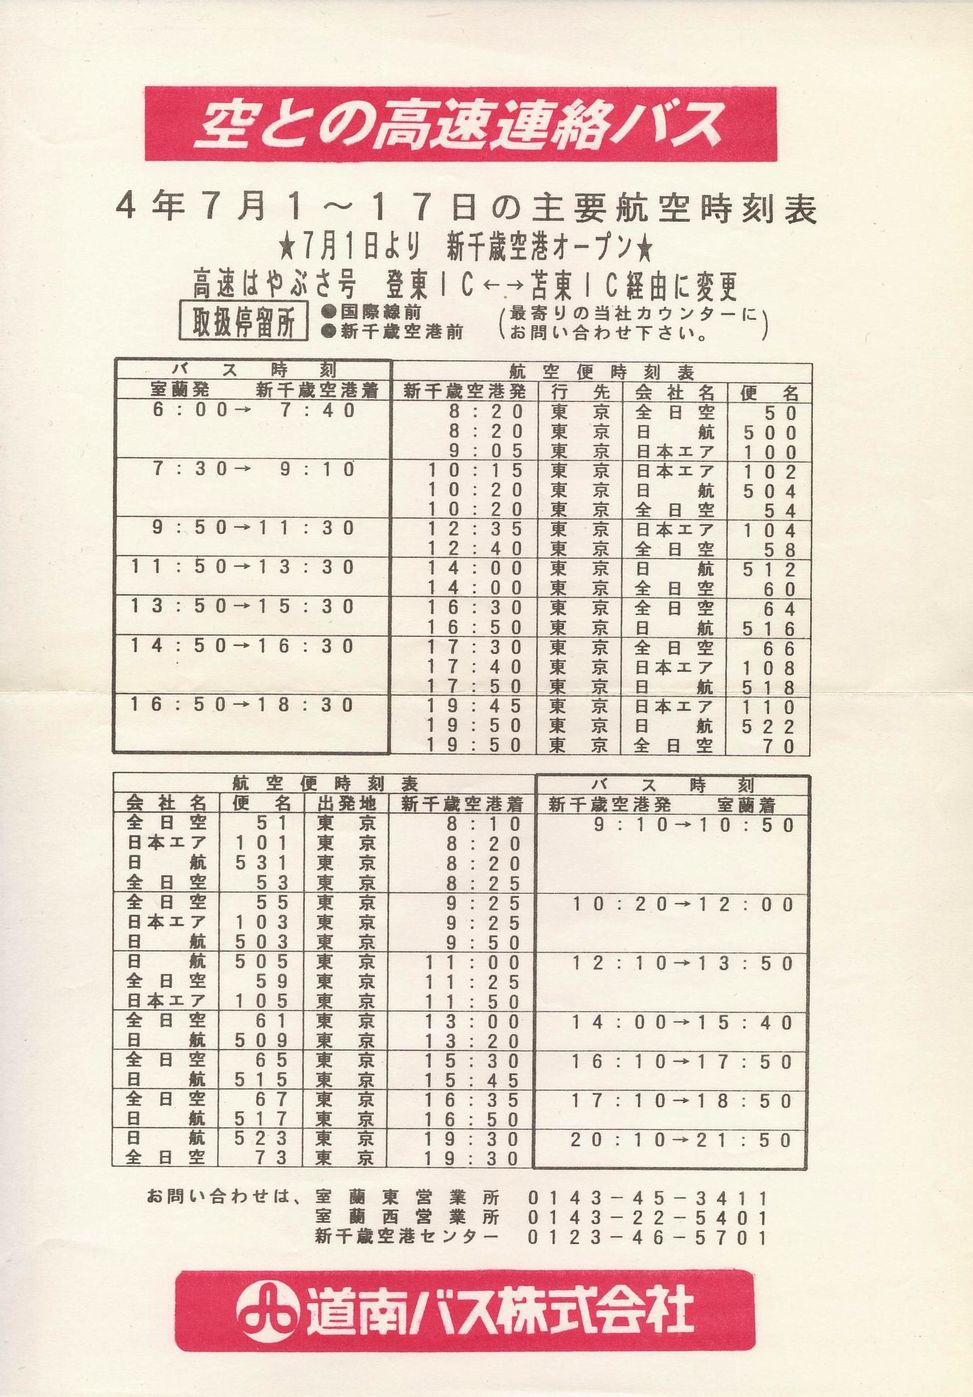 空との高速連絡バス
4年7月1～17日の主要航空時刻表
★7月1日より 新千歳空港オープン★
高速はやぶさ号 登東IC←→苫東IC経由に変更
取扱停留所 ●国際線前 (最寄りの当社カウンターに
●新千歳空港前 お問い合わせ下さい。)
バス時刻 航空便時刻表
室蘭発 新千歳空港着 新千歳空港発 行先 会社名 便名
6:00→7:40 8:20 東京 全日空 50
8:20 東京 日航 500
9:05 東京 日本エア 100
7:30→9:10 10:15 東京 日本エア 102
10:20 東京 日航 504
10:20 東京 全日空 54
9:50→11:30 12:35 東京 日本エア 104
12:40 東京 全日空 58
11:50→13:30 14:00 東京 日航 512
14:00 東京 全日空 60
13:50→15:30 16:30 東京 全日空 64
16:50 東京 日航 516
14:50→16:30 17:30 東京 全日空 66
17:40 東京 日本エア 108
17:50 東京 日航 518
16:50→18:30 19:45 東京 日本エア 110
19:50 東京 日航 522
19:50 東京 全日空 70
航空便時刻表 バス時刻
会社名 便名 出発地 新千歳空港着 新千歳空港発 室蘭着
全日空 51 東京 8:10 9:10→10:50
日本エア 101 東京 8:20
日航 531 東京 8:20
全日空 53 東京 8:25
全日空 55 東京 9:25 10:20→12:00
日本エア 103 東京 9:25
日航 503 東京 9:50
日航 505 東京 11:00 12:10→13:50
全日空 59 東京 11:25
日本エア 105 東京 11:50
全日空 61 東京 13:00 14:00→15:40
日航 509 東京 13:20
全日空 65 東京 15:30 16:10→17:50
日航 515 東京 15:45
全日空 67 東京 16:35 17:10→18:50
日航 517 東京 16:50
日航 523 東京 19:30 20:10→21:50
全日空 73 東京 19:30
お問い合わせは、室蘭東営業所 0143-45-3411
室蘭西営業所 0143-22-5401
新千歳空港センター 0123-46-5701
道南バス株式会社